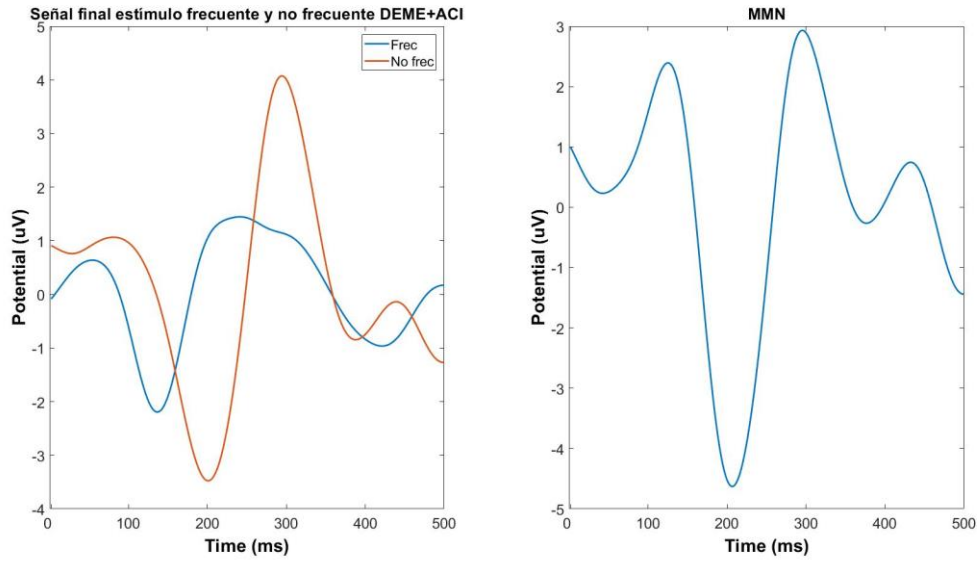 Señal final estímulo frecuente y no frecuente DEME+ACI
Frec
No frec
5
4
3
2
1
0
-1
-2
-3
-4
Potential (uV)
0 100 200 300 400 500
Time (ms)
MMN
3
2
1
0
-1
-2
-3
-4
-5
Potential (uV)
0 100 200 300 400 500
Time (ms)